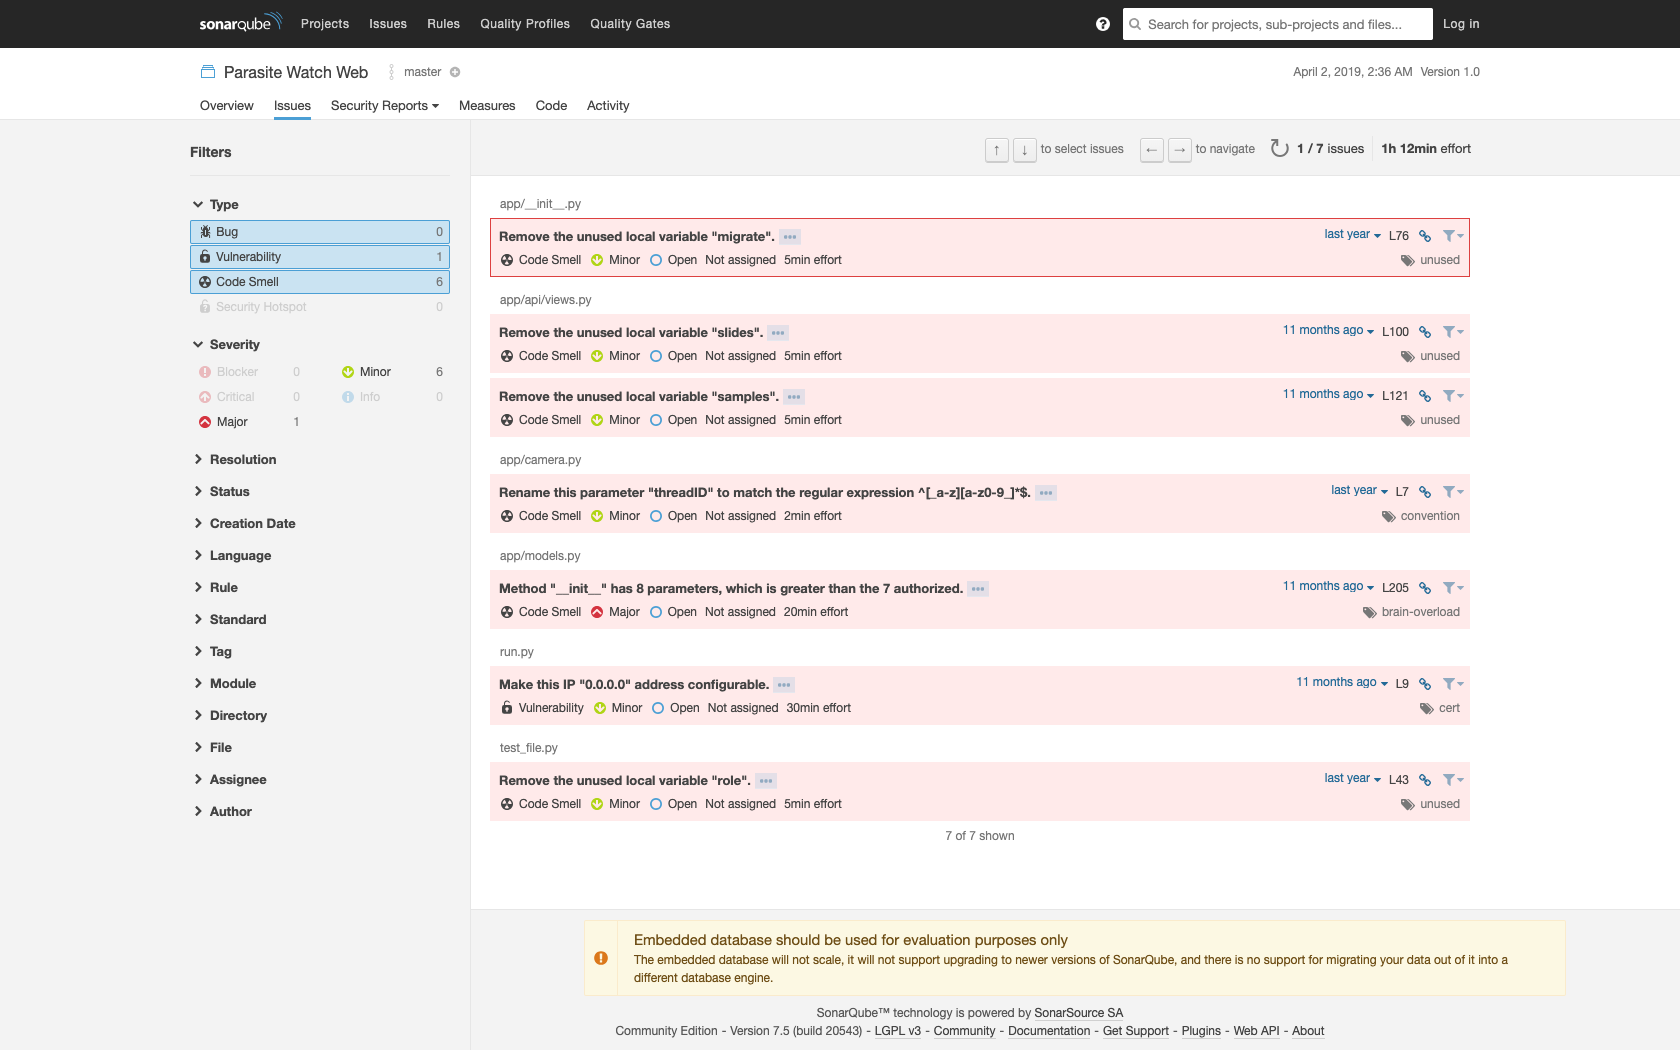 sonarqube Projects Issues Rules Quality Profiles Quality Gates ? Search for projects, sub-projects and files... Log in
Parasite Watch Web master April 2, 2019, 2:36 AM Version 1.0
Overview Issues Security Reports Measures Code Activity
Filters
Type
Bug 0
Vulnerability 1
Code Smell 6
Security Hotspot 0
Severity
Blocker 0 Minor 6
Critical 0 Info 0
Major 1
Resolution
Status
Creation Date
Language
Rule
Standard
Tag
Module
Directory
File
Assignee
Author
↑ ↓ to select issues ← → to navigate 1 / 7 issues 1h 12min effort
app/__init__.py
Remove the unused local variable "migrate". ••• last year L76
Code Smell Minor Open Not assigned 5min effort unused
app/api/views.py
Remove the unused local variable "slides". ••• 11 months ago L100
Code Smell Minor Open Not assigned 5min effort unused
Remove the unused local variable "samples". ••• 11 months ago L121
Code Smell Minor Open Not assigned 5min effort unused
app/camera.py
Rename this parameter "threadID" to match the regular expression ^[_a-z][a-z0-9_]*$. ••• last year L7
Code Smell Minor Open Not assigned 2min effort convention
app/models.py
Method "__init__" has 8 parameters, which is greater than the 7 authorized. ••• 11 months ago L205
Code Smell Major Open Not assigned 20min effort brain-overload
run.py
Make this IP "0.0.0.0" address configurable. ••• 11 months ago L9
Vulnerability Minor Open Not assigned 30min effort cert
test_file.py
Remove the unused local variable "role". ••• last year L43
Code Smell Minor Open Not assigned 5min effort unused
7 of 7 shown
Embedded database should be used for evaluation purposes only
The embedded database will not scale, it will not support upgrading to newer versions of SonarQube, and there is no support for migrating your data out of it into a
different database engine.
SonarQube™ technology is powered by SonarSource SA
Community Edition - Version 7.5 (build 20543) - LGPL v3 - Community - Documentation - Get Support - Plugins - Web API - About